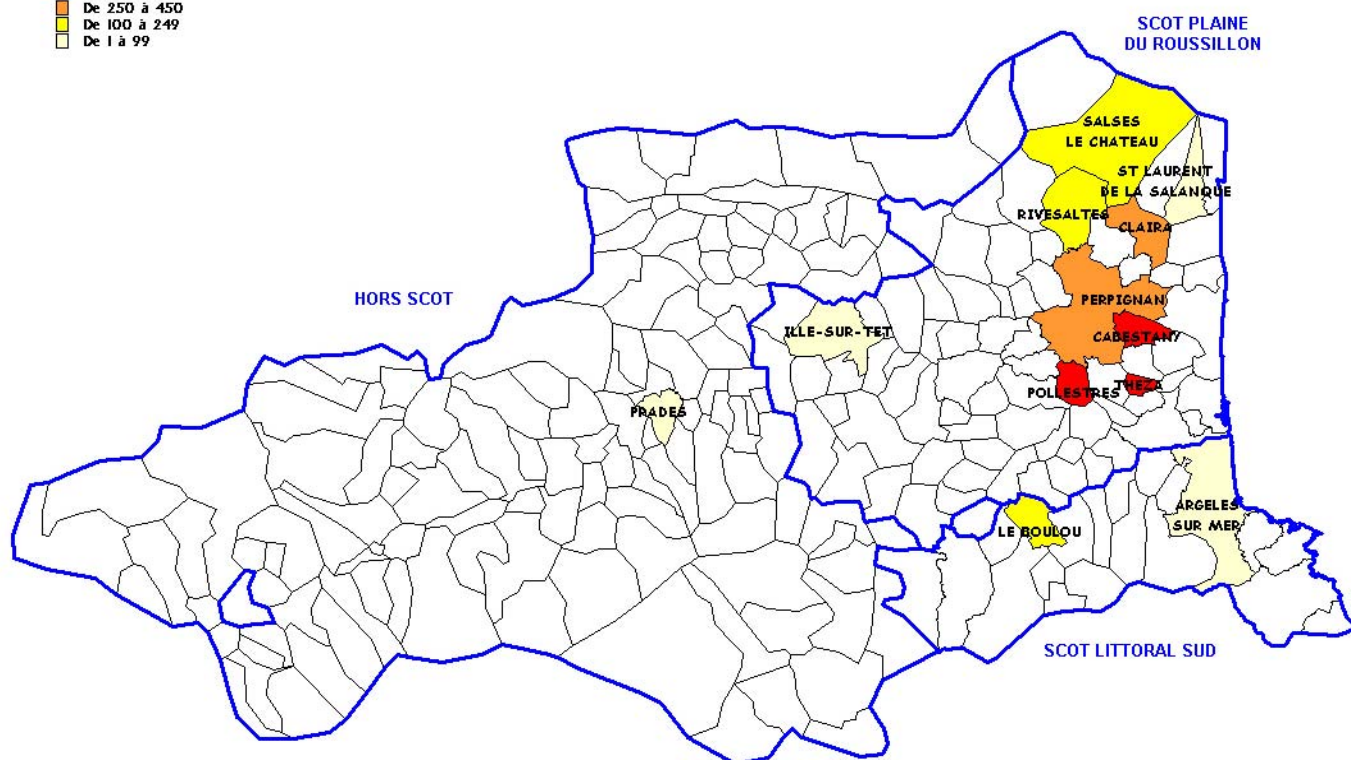 De 250 à 450
De 100 à 249
De 1 à 99
SCOT PLAINE
DU ROUSSILLON
SALSES
LE CHATEAU
ST LAURENT
DE LA SALANQUE
RIVESALTES
CLAIRA
HORS SCOT
PERPIGNAN
ILLE-SUR-TET
CABESTANY
POLLESTRES
THEZA
PRADES
ARGELES
SUR MER
LE BOULOU
SCOT LITTORAL SUD